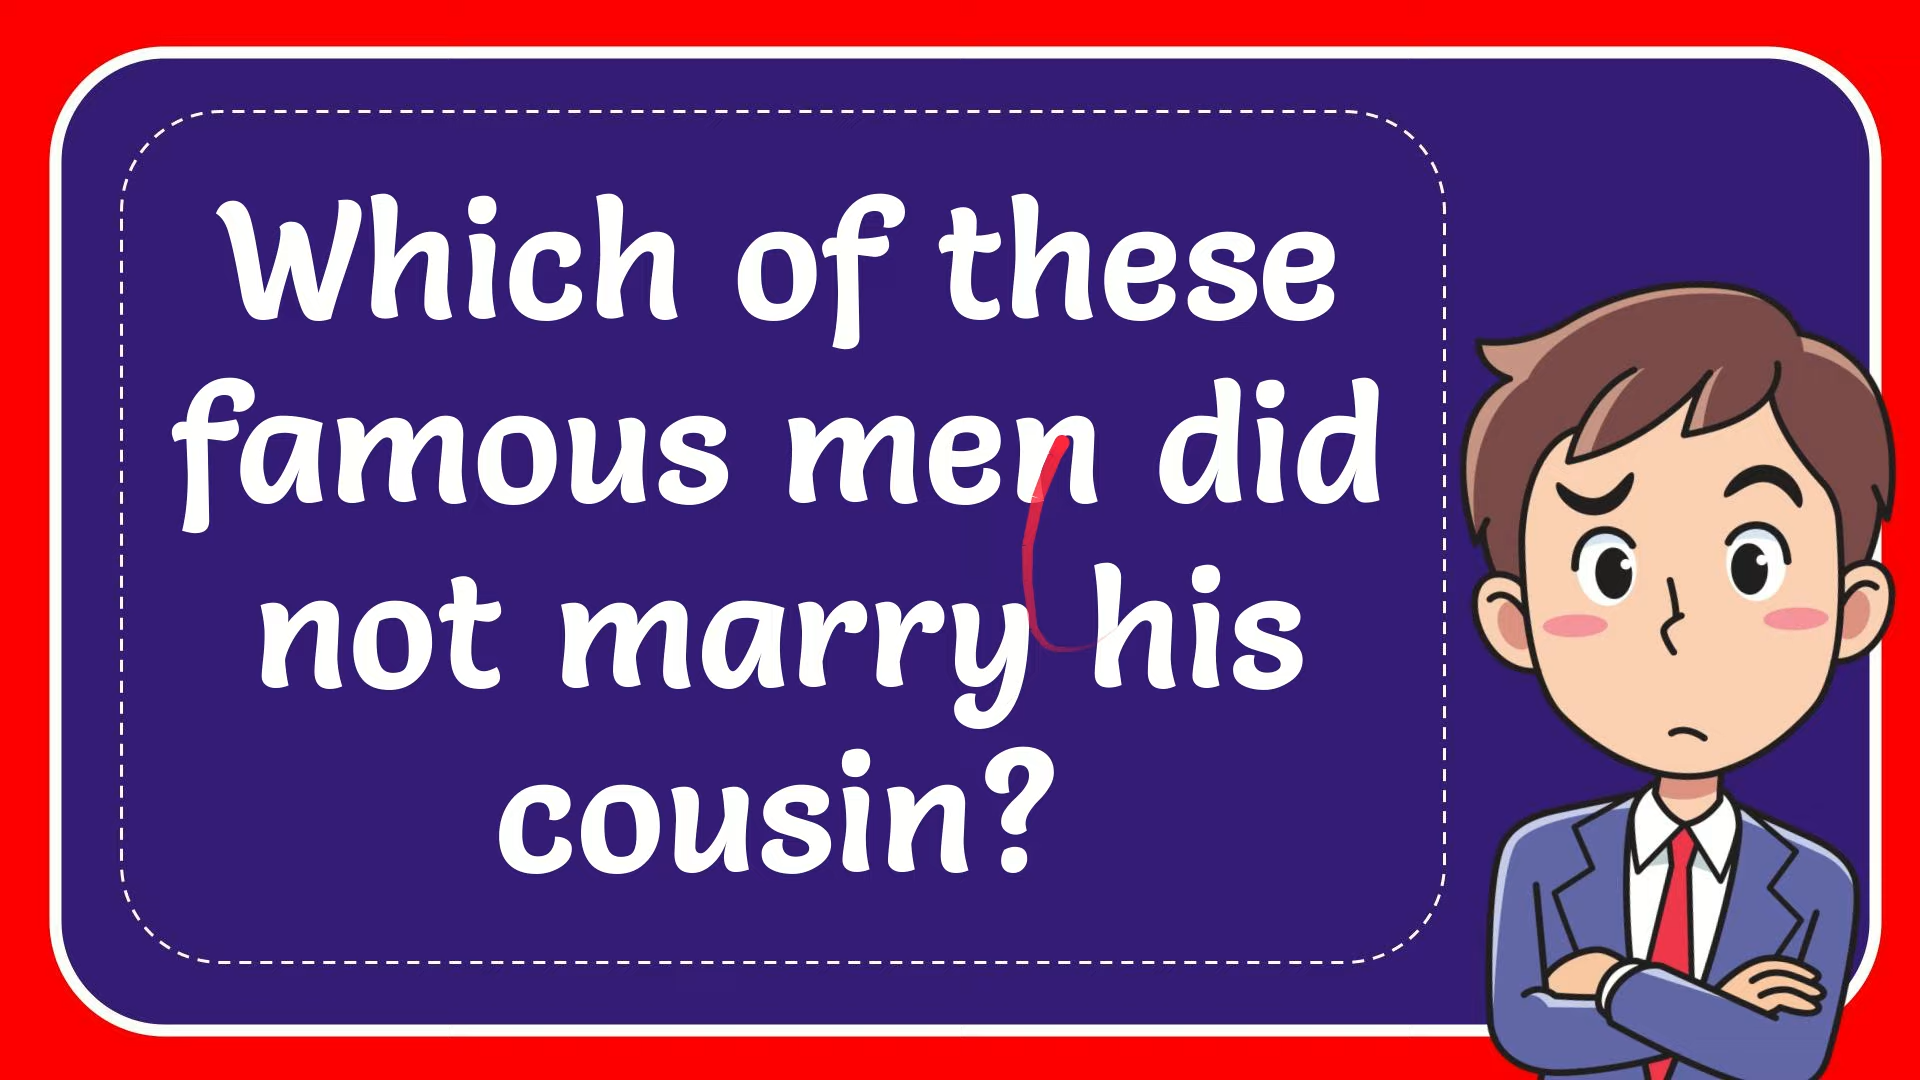 Which of these
famous men did
not marry his
cousin?